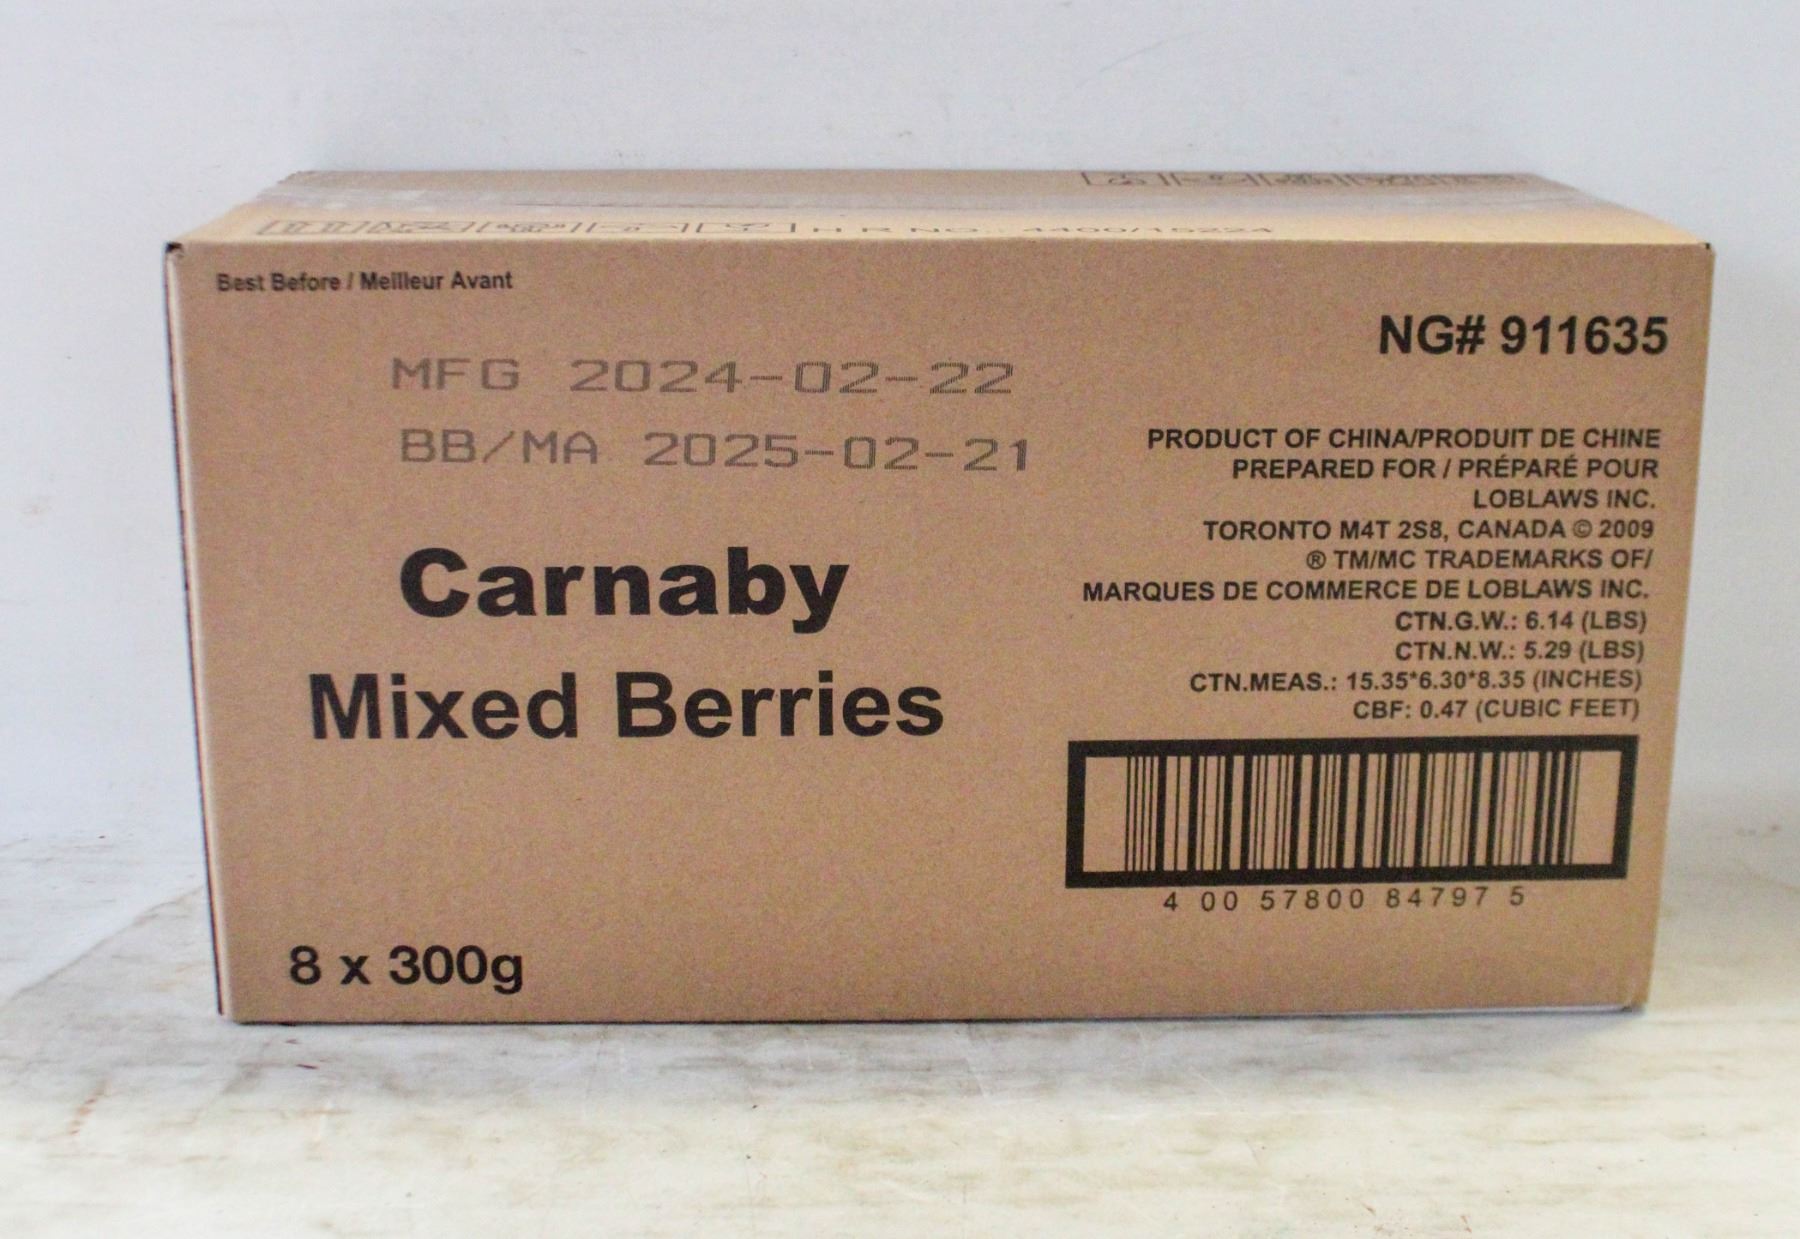 H R NO.: 4400/15224
Best Before / Meilleur Avant
NG# 911635
MFG 2024-02-22
BB/MA 2025-02-21
PRODUCT OF CHINA/PRODUIT DE CHINE
PREPARED FOR / PRÉPARÉ POUR
LOBLAWS INC.
TORONTO M4T 2S8, CANADA © 2009
® TM/MC TRADEMARKS OF/
MARQUES DE COMMERCE DE LOBLAWS INC.
CTN.G.W.: 6.14 (LBS)
CTN.N.W.: 5.29 (LBS)
CTN.MEAS.: 15.35*6.30*8.35 (INCHES)
CBF: 0.47 (CUBIC FEET)
Carnaby
Mixed Berries
4 00 57800 84797 5
8 x 300g